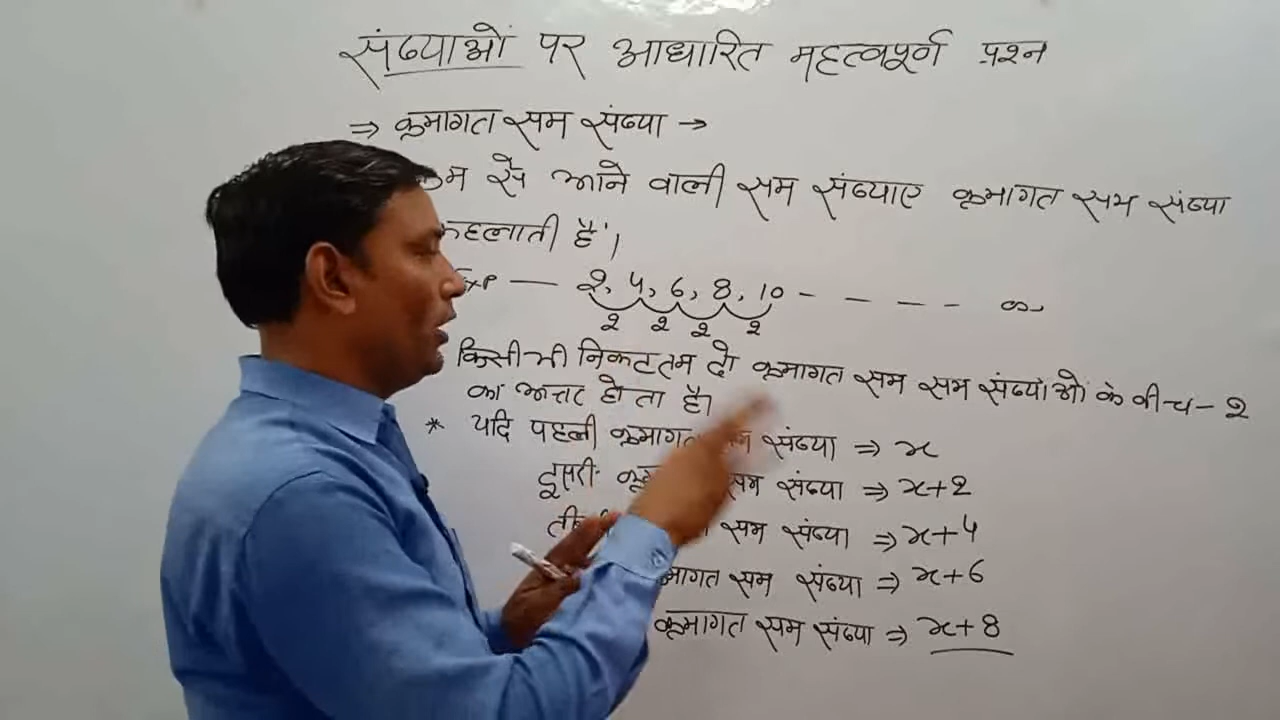 संख्याओं पर आधारित महत्वपूर्ण प्रश्न
⇒ क्रमागत सम संख्या →
से आने वाली सम संख्याए क्रमागत सम संख्या
कहलाती है।
Exp — 2, 4, 6, 8, 10 - - - - ∞
2 2 2 2
किसी भी निकटतम दो क्रमागत सम सम संख्याओं के बीच - 2
का अन्तर होता है।
* यदि पहली क्रमागत सम संख्या ⇒ x
दूसरी सम संख्या ⇒ x+2
सम संख्या ⇒ x+4
क्रमागत सम संख्या ⇒ x+6
क्रमागत सम संख्या ⇒ x+8